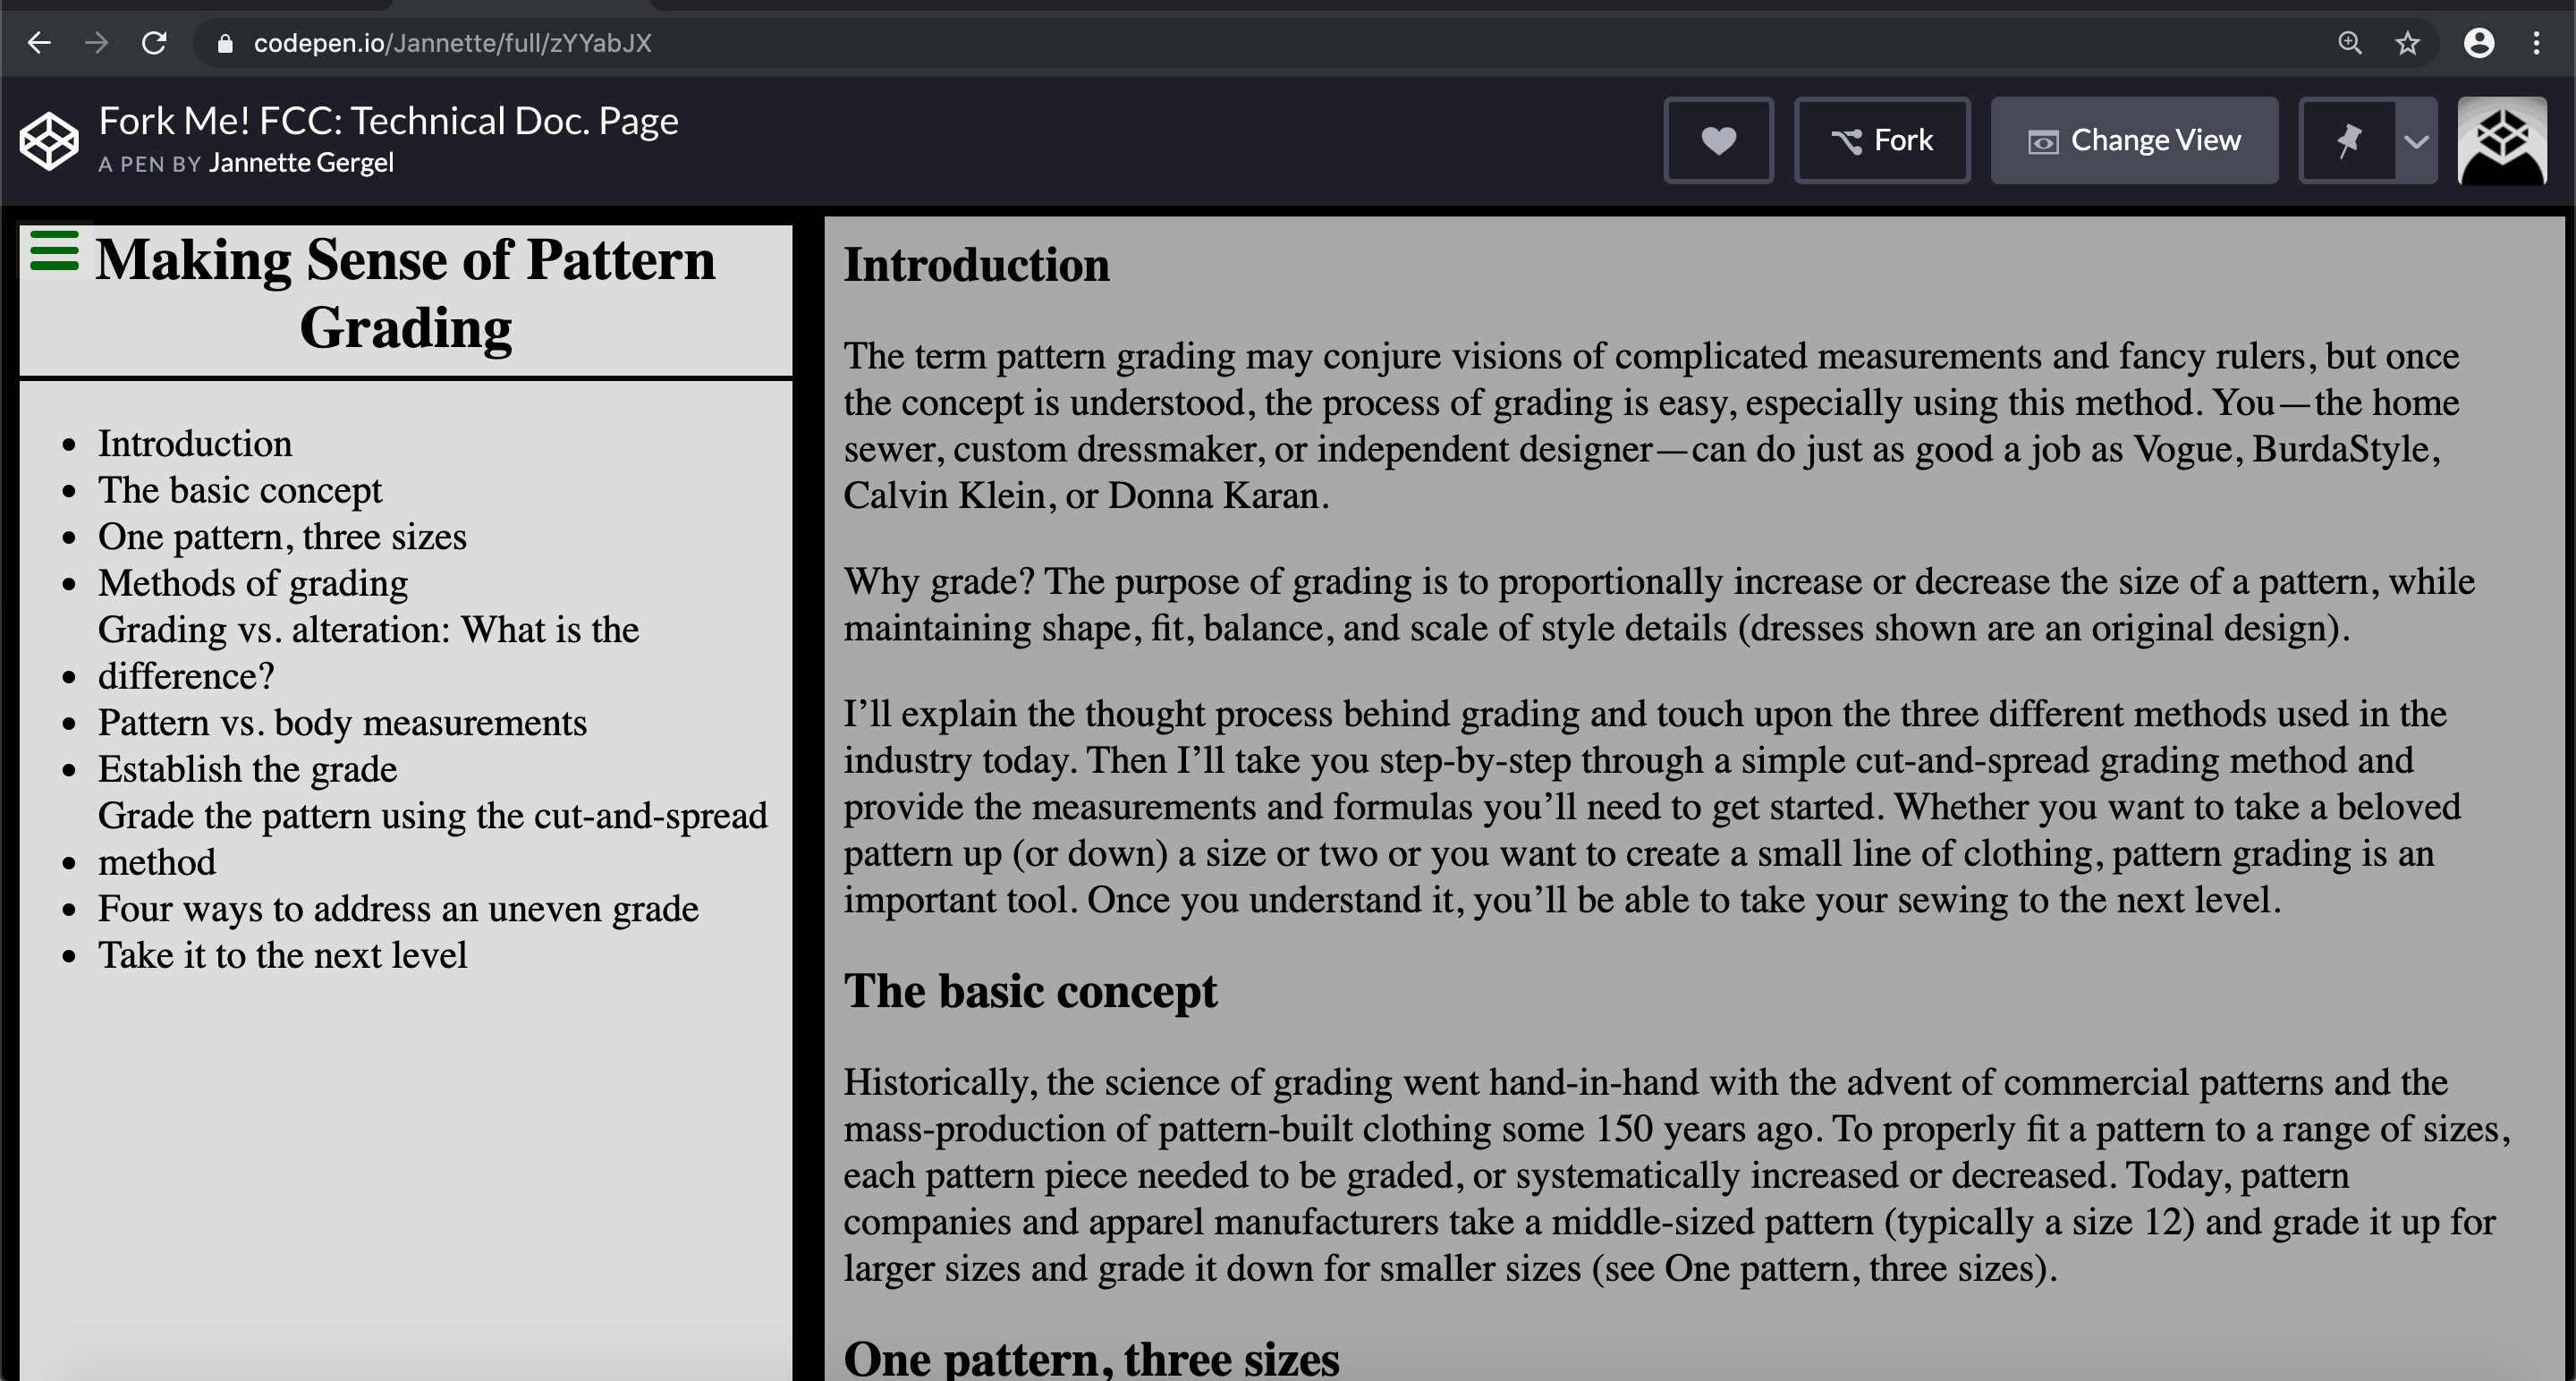 codepen.io/Jannette/full/zYYabJX
Fork Me! FCC: Technical Doc. Page
A PEN BY Jannette Gergel
Fork
Change View
Making Sense of Pattern
Grading
Introduction
The basic concept
One pattern, three sizes
Methods of grading
Grading vs. alteration: What is the
difference?
Pattern vs. body measurements
Establish the grade
Grade the pattern using the cut-and-spread
method
Four ways to address an uneven grade
Take it to the next level
Introduction
The term pattern grading may conjure visions of complicated measurements and fancy rulers, but once
the concept is understood, the process of grading is easy, especially using this method. You—the home
sewer, custom dressmaker, or independent designer—can do just as good a job as Vogue, BurdaStyle,
Calvin Klein, or Donna Karan.
Why grade? The purpose of grading is to proportionally increase or decrease the size of a pattern, while
maintaining shape, fit, balance, and scale of style details (dresses shown are an original design).
I’ll explain the thought process behind grading and touch upon the three different methods used in the
industry today. Then I’ll take you step-by-step through a simple cut-and-spread grading method and
provide the measurements and formulas you’ll need to get started. Whether you want to take a beloved
pattern up (or down) a size or two or you want to create a small line of clothing, pattern grading is an
important tool. Once you understand it, you’ll be able to take your sewing to the next level.
The basic concept
Historically, the science of grading went hand-in-hand with the advent of commercial patterns and the
mass-production of pattern-built clothing some 150 years ago. To properly fit a pattern to a range of sizes,
each pattern piece needed to be graded, or systematically increased or decreased. Today, pattern
companies and apparel manufacturers take a middle-sized pattern (typically a size 12) and grade it up for
larger sizes and grade it down for smaller sizes (see One pattern, three sizes).
One pattern, three sizes